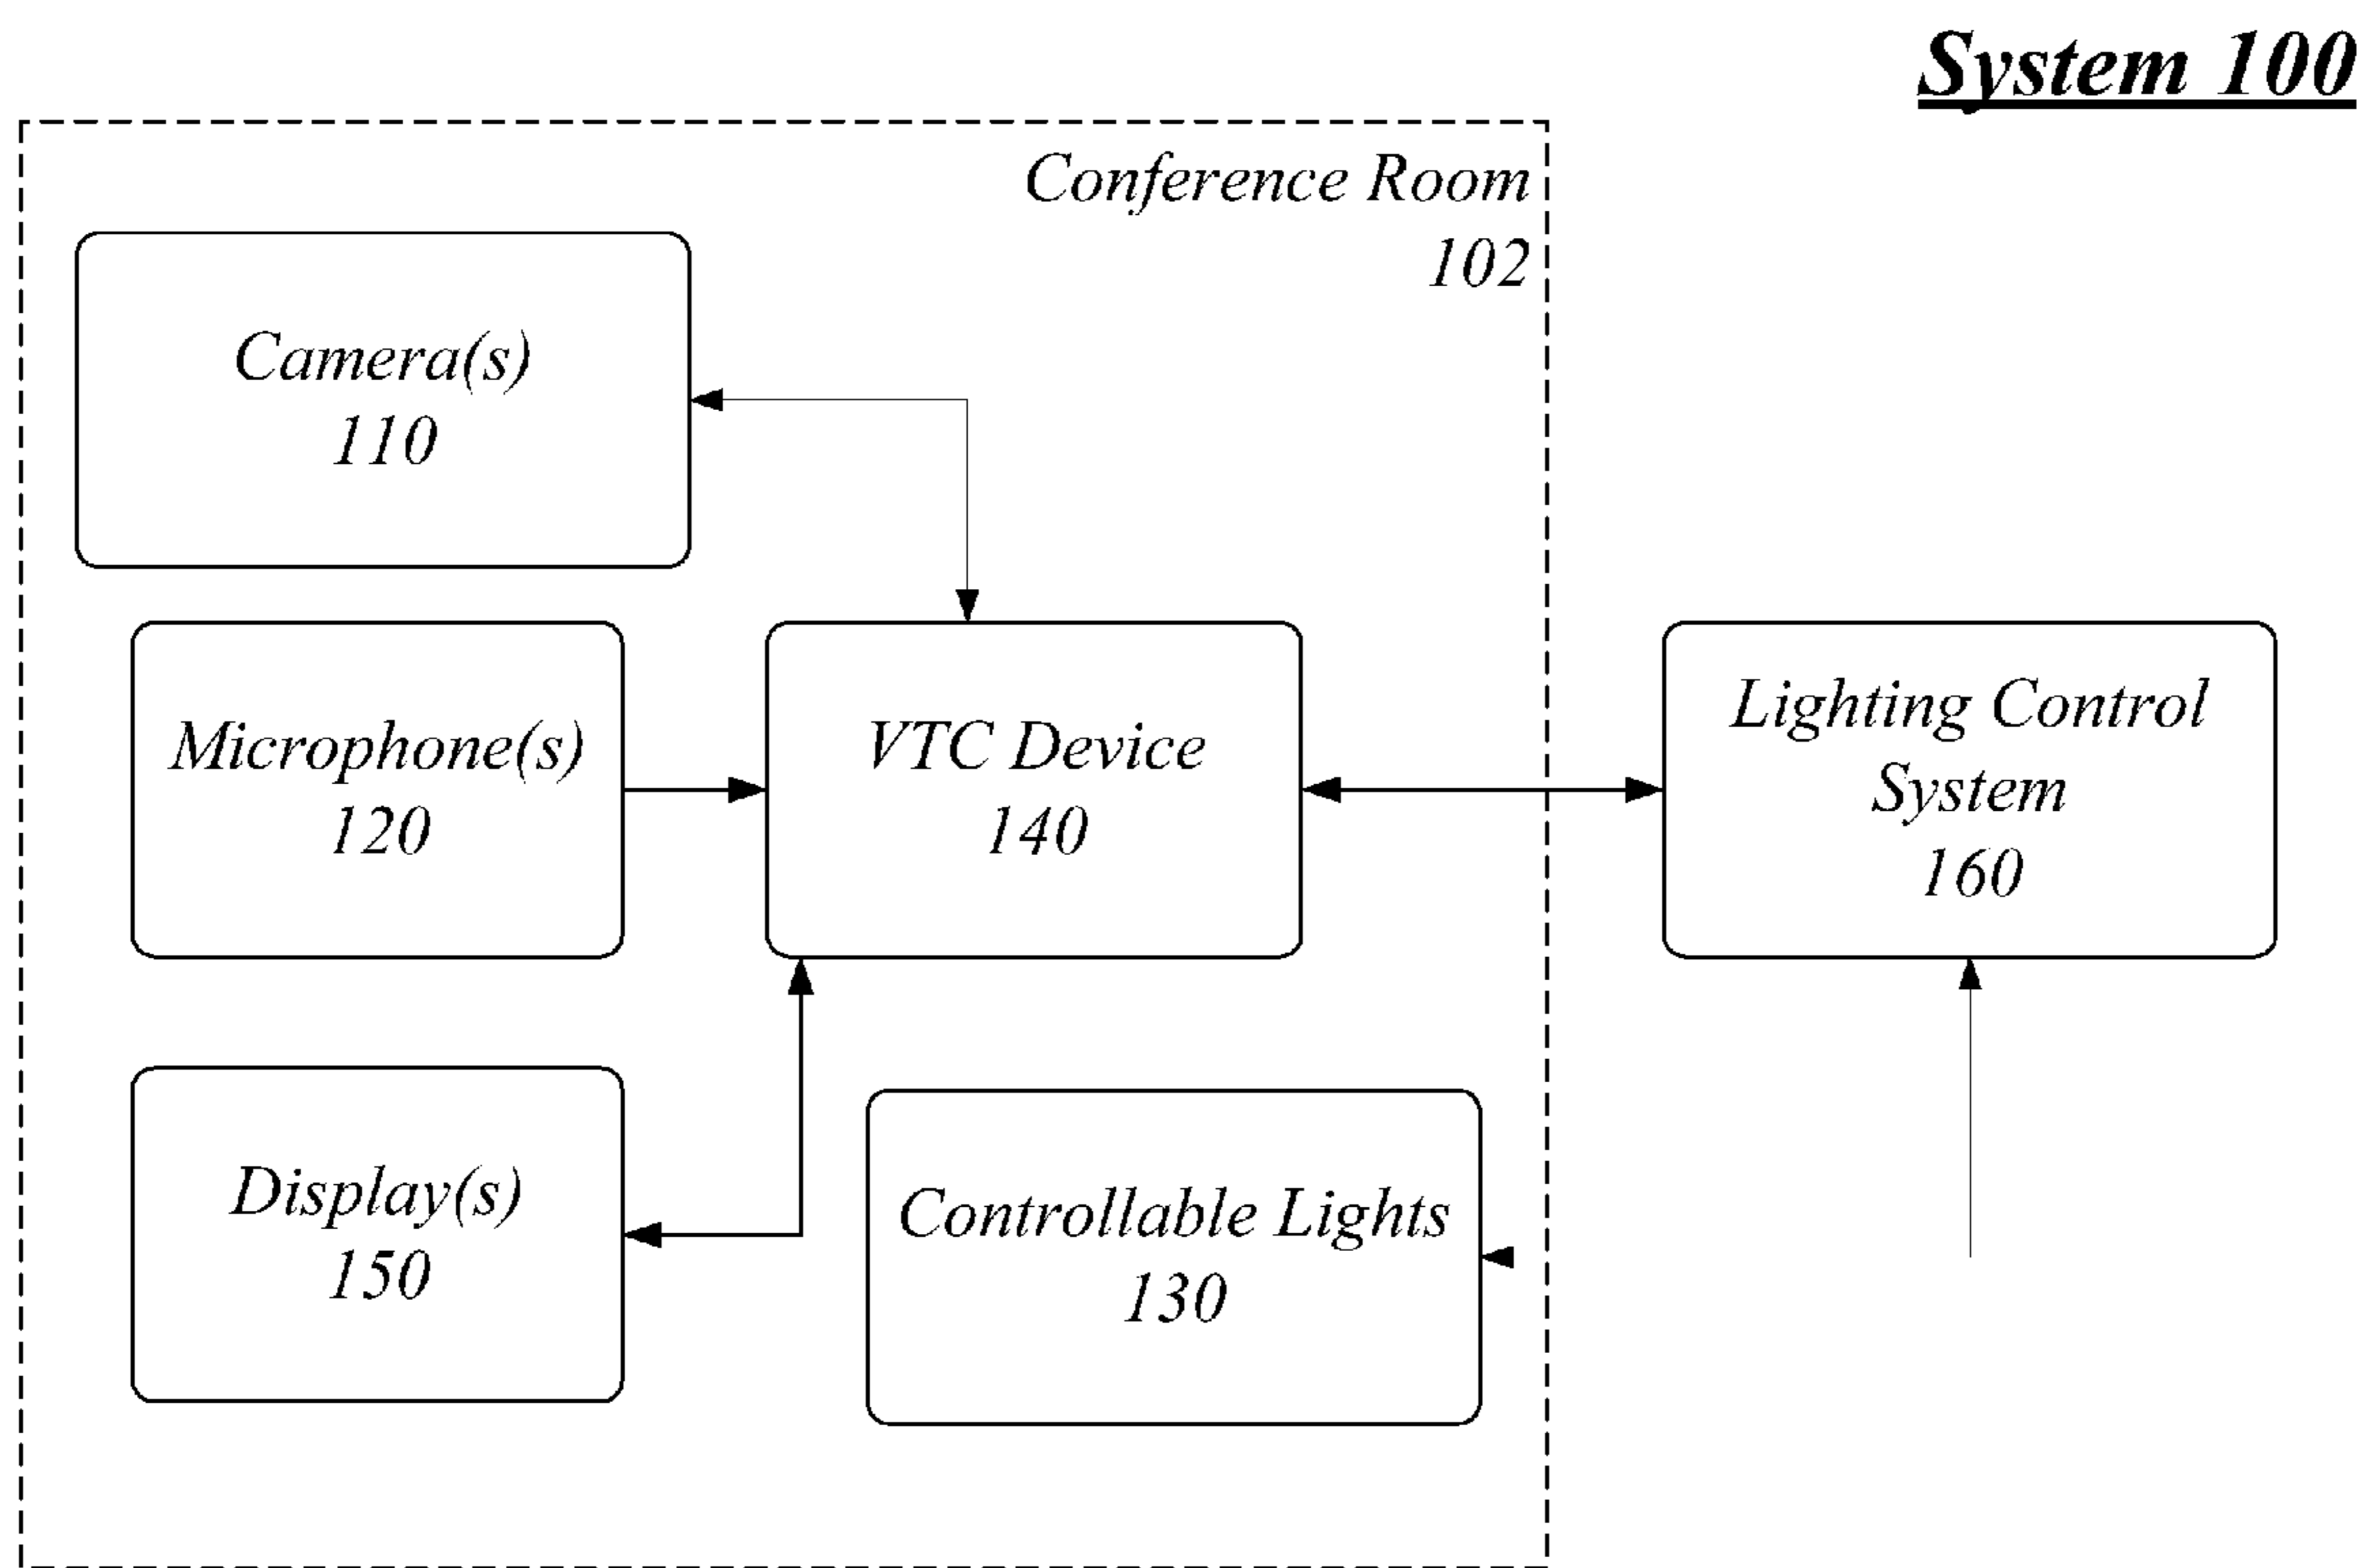 System 100
Conference Room
102
Camera(s)
110
Microphone(s)
120
VTC Device
140
Lighting Control
System
160
Display(s)
150
Controllable Lights
130